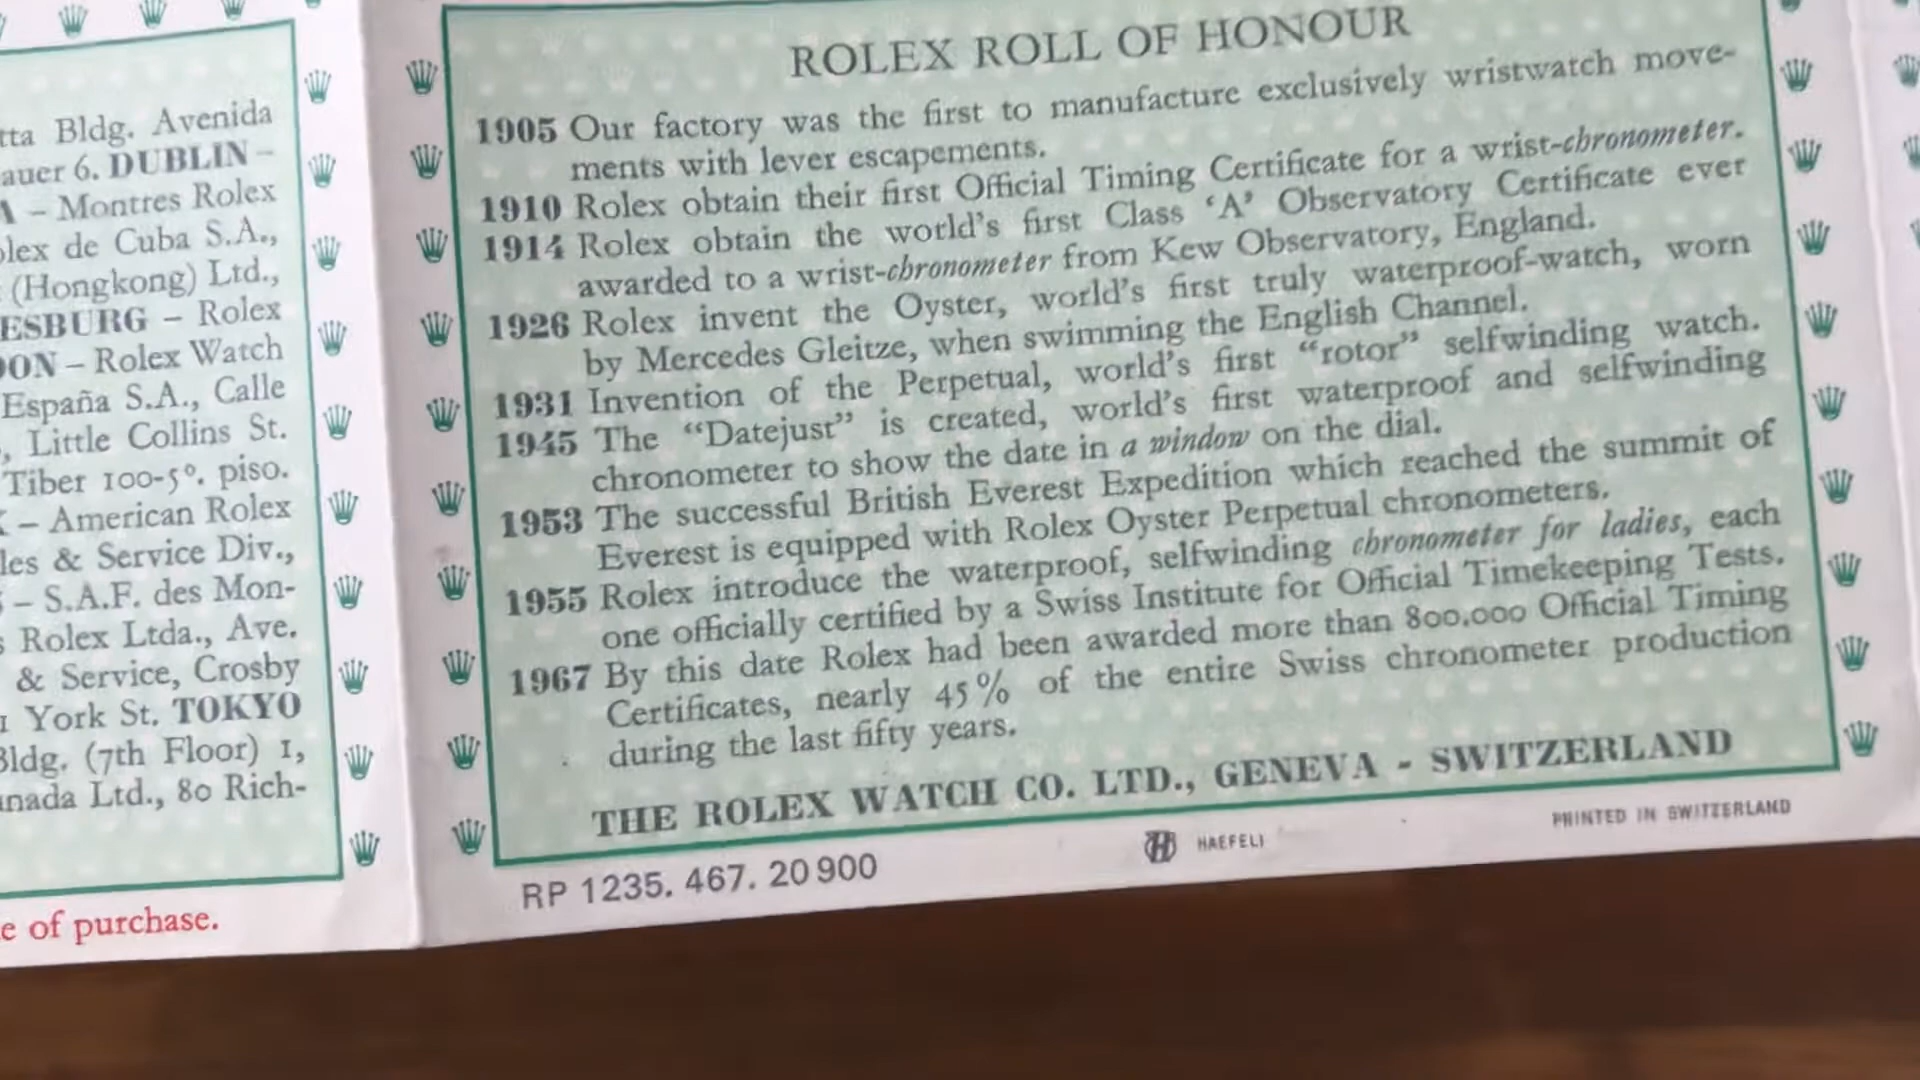 tta Bldg. Avenida
auer 6. DUBLIN –
– Montres Rolex
olex de Cuba S.A.,
(Hongkong) Ltd.,
ESBURG – Rolex
DON – Rolex Watch
España S.A., Calle
, Little Collins St.
Tiber 100-5°. piso.
– American Rolex
les & Service Div.,
– S.A.F. des Mon-
s Rolex Ltda., Ave.
& Service, Crosby
1 York St. TOKYO
Bldg. (7th Floor) 1,
nada Ltd., 80 Rich-
e of purchase.
ROLEX ROLL OF HONOUR
1905 Our factory was the first to manufacture exclusively wristwatch move-
ments with lever escapements.
1910 Rolex obtain their first Official Timing Certificate for a wrist-chronometer.
1914 Rolex obtain the world's first Class ‘A’ Observatory Certificate ever
awarded to a wrist-chronometer from Kew Observatory, England.
1926 Rolex invent the Oyster, world's first truly waterproof-watch, worn
by Mercedes Gleitze, when swimming the English Channel.
1931 Invention of the Perpetual, world's first “rotor” selfwinding watch.
1945 The “Datejust” is created, world's first waterproof and selfwinding
chronometer to show the date in a window on the dial.
1953 The successful British Everest Expedition which reached the summit of
Everest is equipped with Rolex Oyster Perpetual chronometers.
1955 Rolex introduce the waterproof, selfwinding chronometer for ladies, each
one officially certified by a Swiss Institute for Official Timekeeping Tests.
1967 By this date Rolex had been awarded more than 800.000 Official Timing
Certificates, nearly 45% of the entire Swiss chronometer production
during the last fifty years.
THE ROLEX WATCH CO. LTD., GENEVA - SWITZERLAND
RP 1235. 467. 20 900
H HAEFELI
PRINTED IN SWITZERLAND